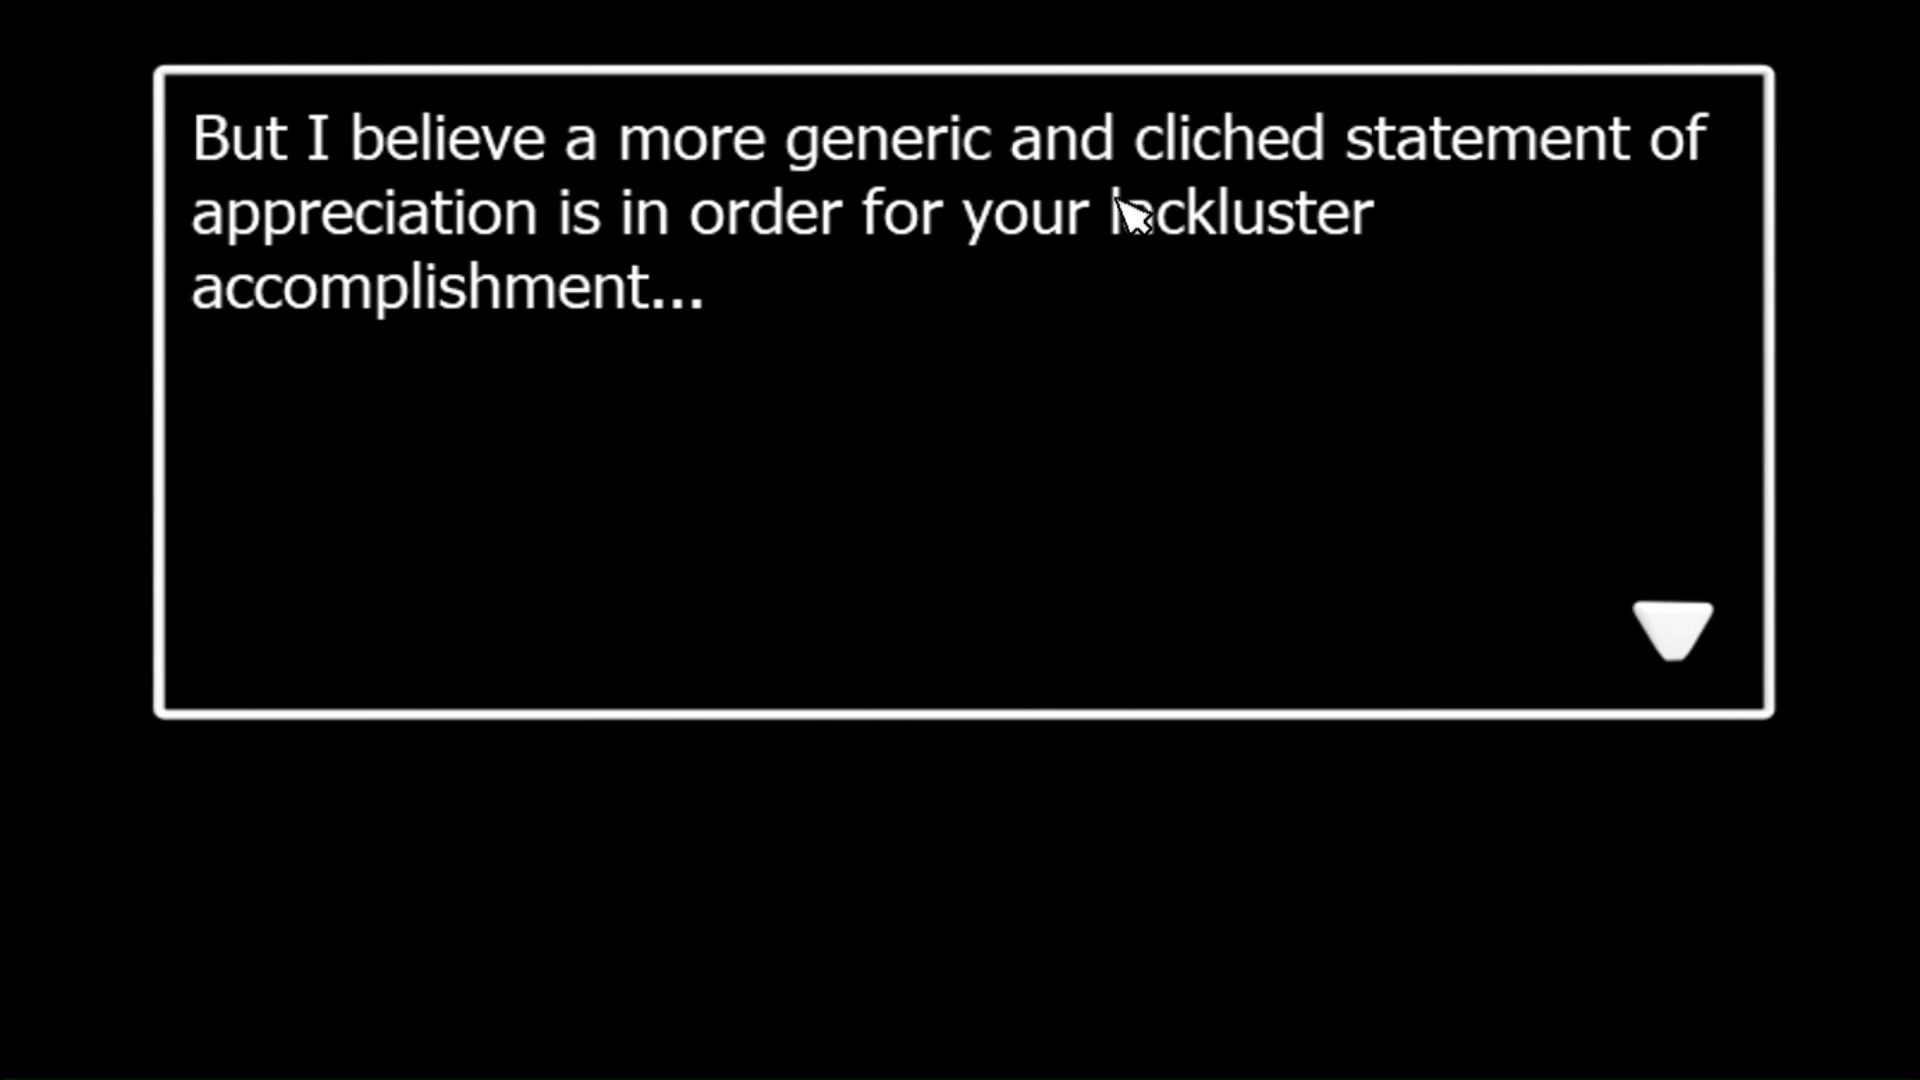 But I believe a more generic and cliched statement of
appreciation is in order for your lackluster
accomplishment...